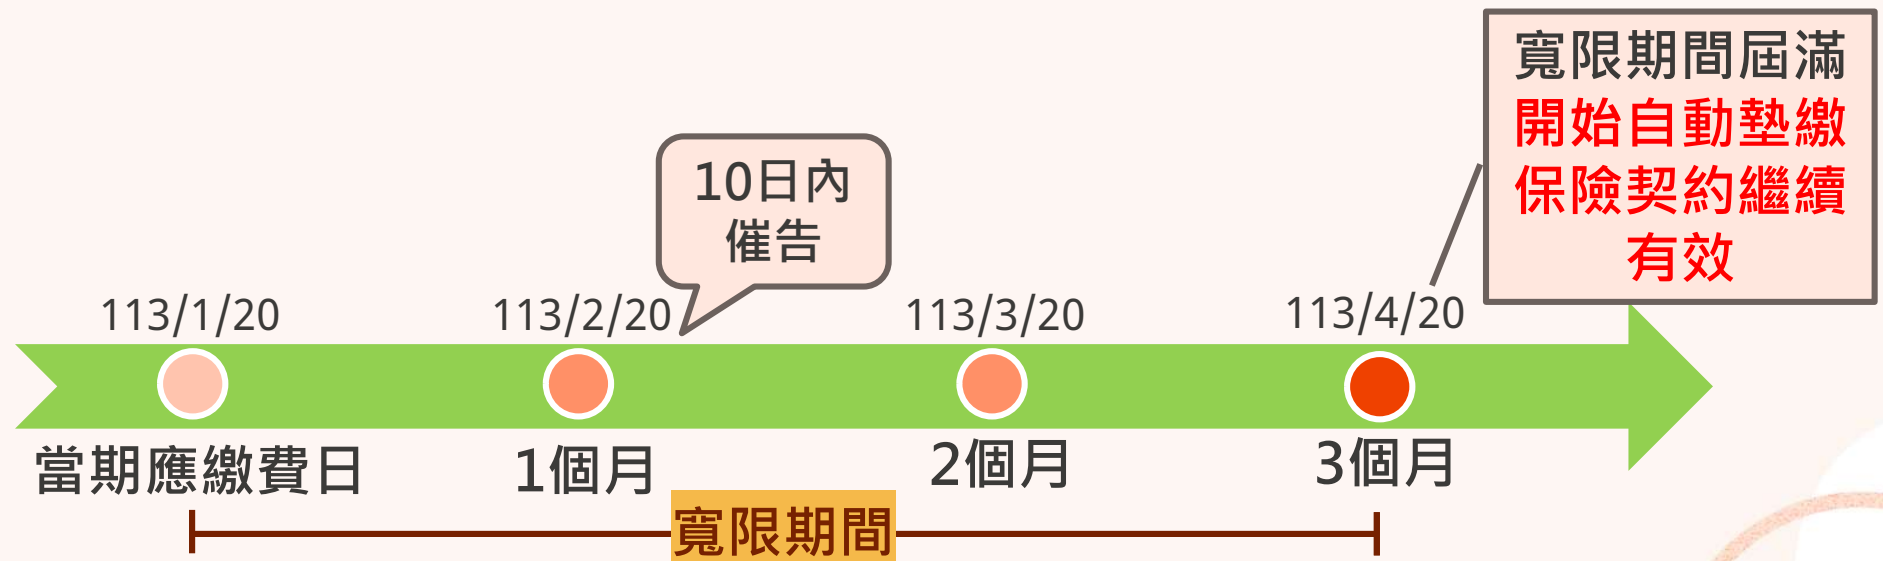 寬限期間屆滿
開始自動墊繳
保險契約繼續
有效
10日內
催告
113/1/20
113/2/20
113/3/20
113/4/20
當期應繳費日
1個月
2個月
3個月
寬限期間